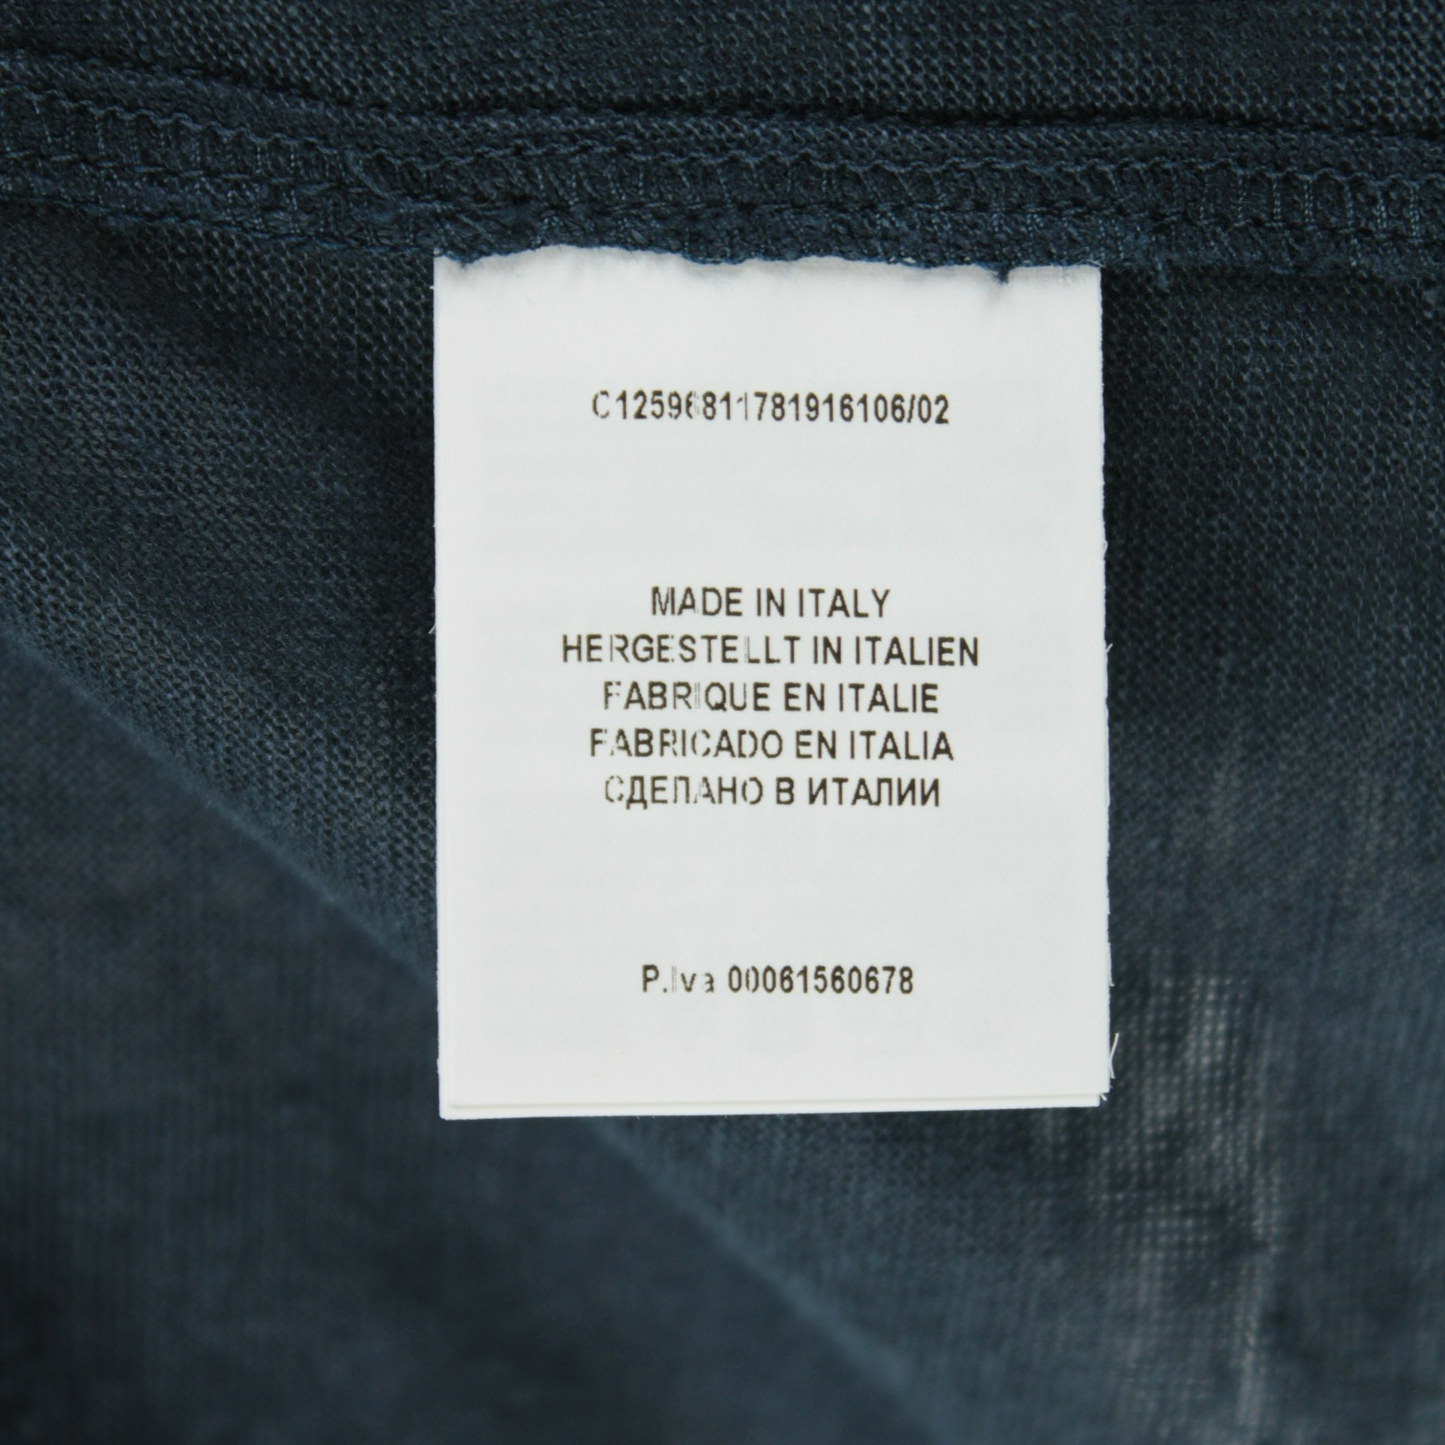 C12596811781916106/02
MADE IN ITALY
HERGESTELLT IN ITALIEN
FABRIQUE EN ITALIE
FABRICADO EN ITALIA
СДЕЛАНО В ИТАЛИИ
P.Iva 00061560678